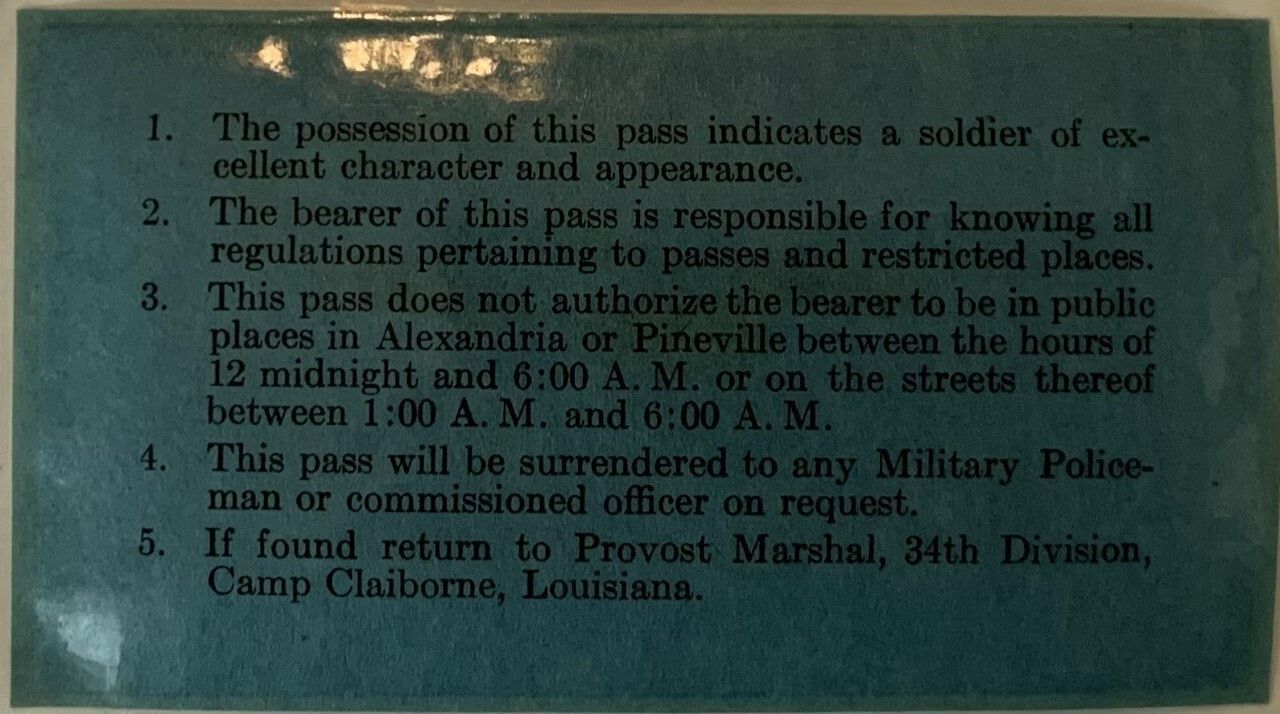 1. The possession of this pass indicates a soldier of ex-
cellent character and appearance.
2. The bearer of this pass is responsible for knowing all
regulations pertaining to passes and restricted places.
3. This pass does not authorize the bearer to be in public
places in Alexandria or Pineville between the hours of
12 midnight and 6:00 A. M. or on the streets thereof
between 1:00 A. M. and 6:00 A. M.
4. This pass will be surrendered to any Military Police-
man or commissioned officer on request.
5. If found return to Provost Marshal, 34th Division,
Camp Claiborne, Louisiana.